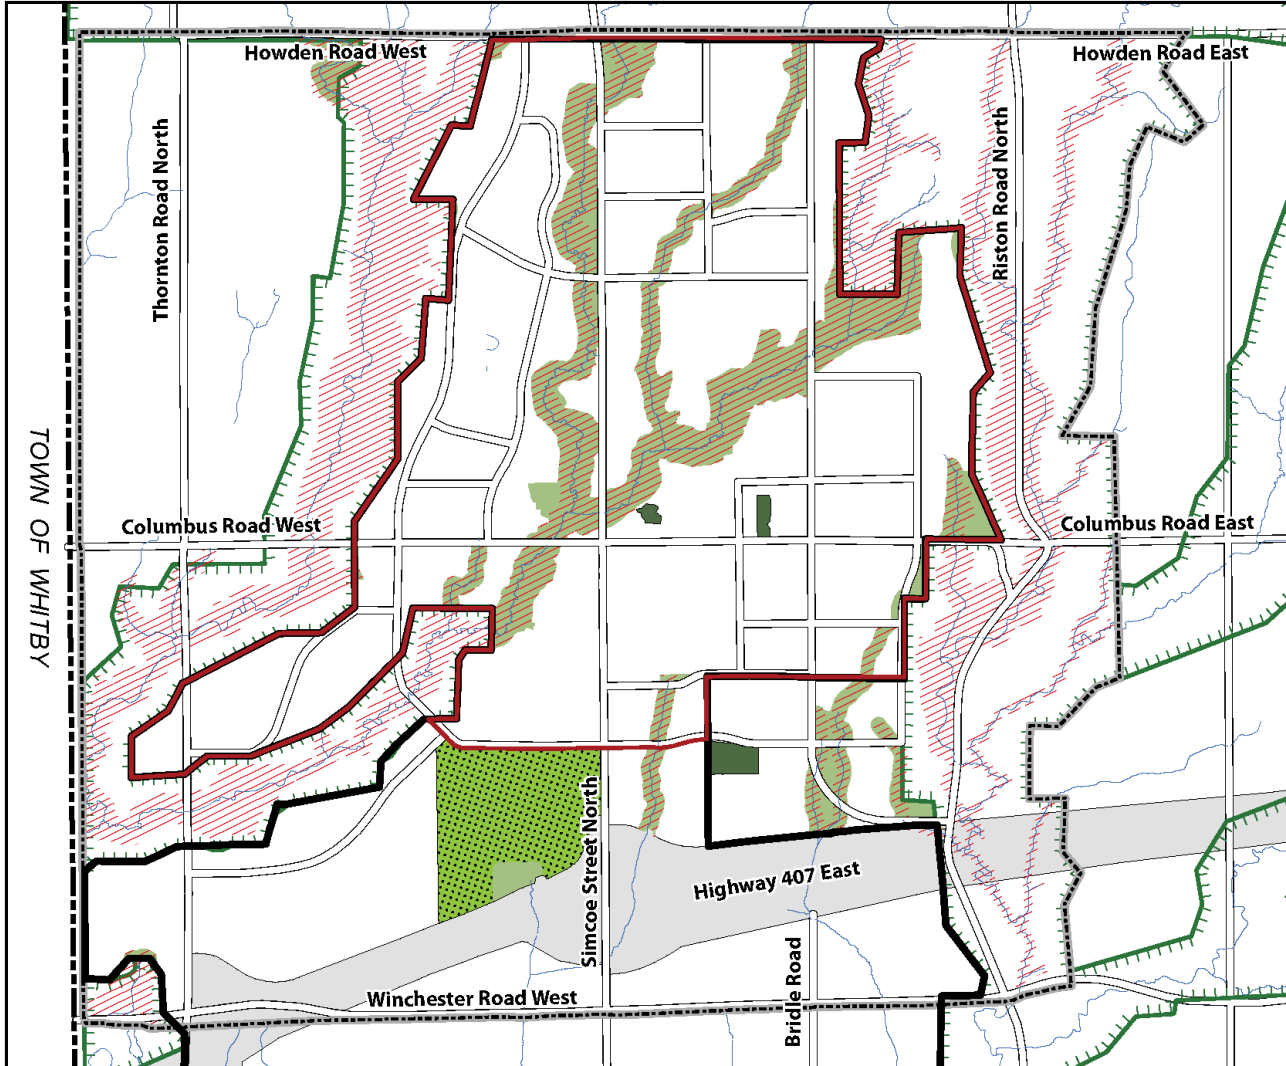 Howden Road West
Howden Road East
Thornton Road North
Riston Road North
TOWN OF WHITBY
Columbus Road West
Columbus Road East
Simcoe Street North
Highway 407 East
Winchester Road West
Bridle Road